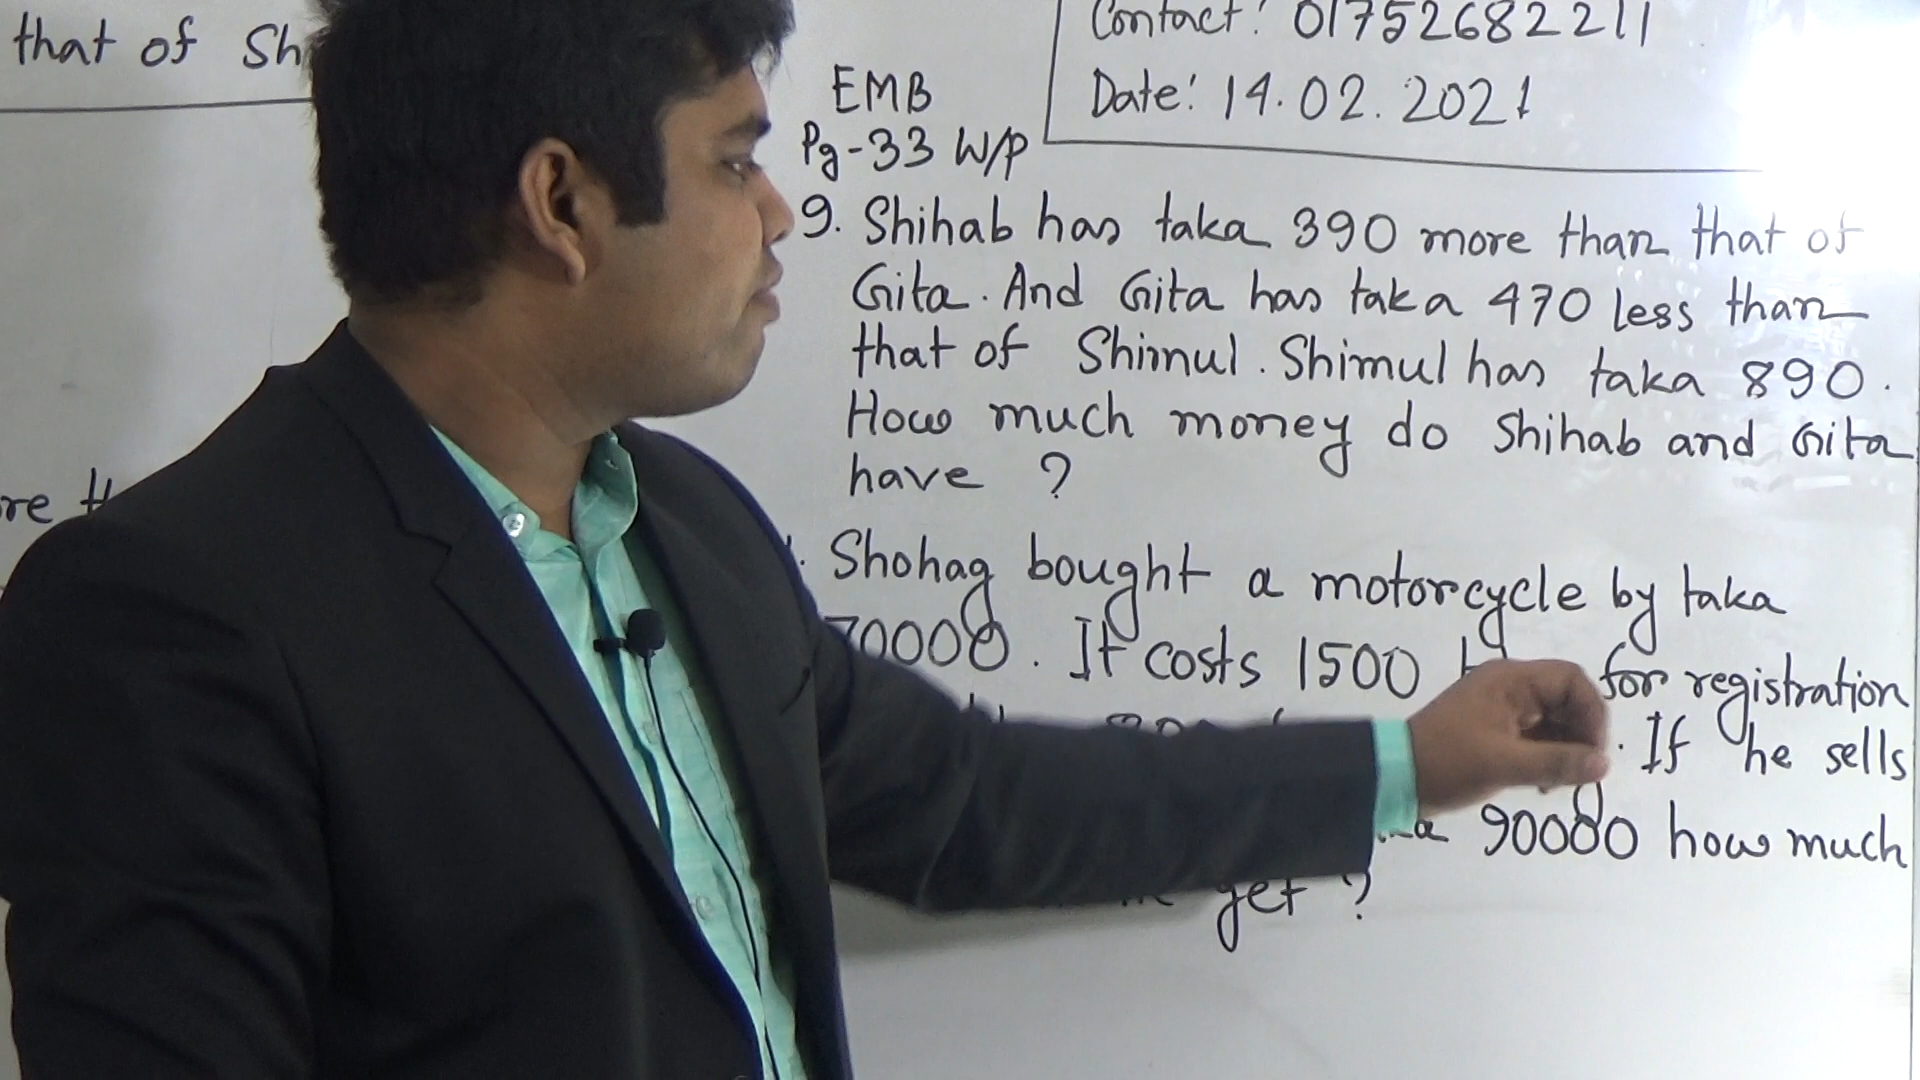 that of
re
Contact: 01752682211
Date: 14.02.2021
EMB
Pg-33 W/P
9. Shihab has taka 390 more than that of
Gita. And Gita has taka 470 less than
that of Shimul. Shimul has taka 890.
How much money do Shihab and Gita
have ?
Shohag bought a motorcycle by taka
70000. It costs 1500 for registration
. If he sells
90000 how much
get ?